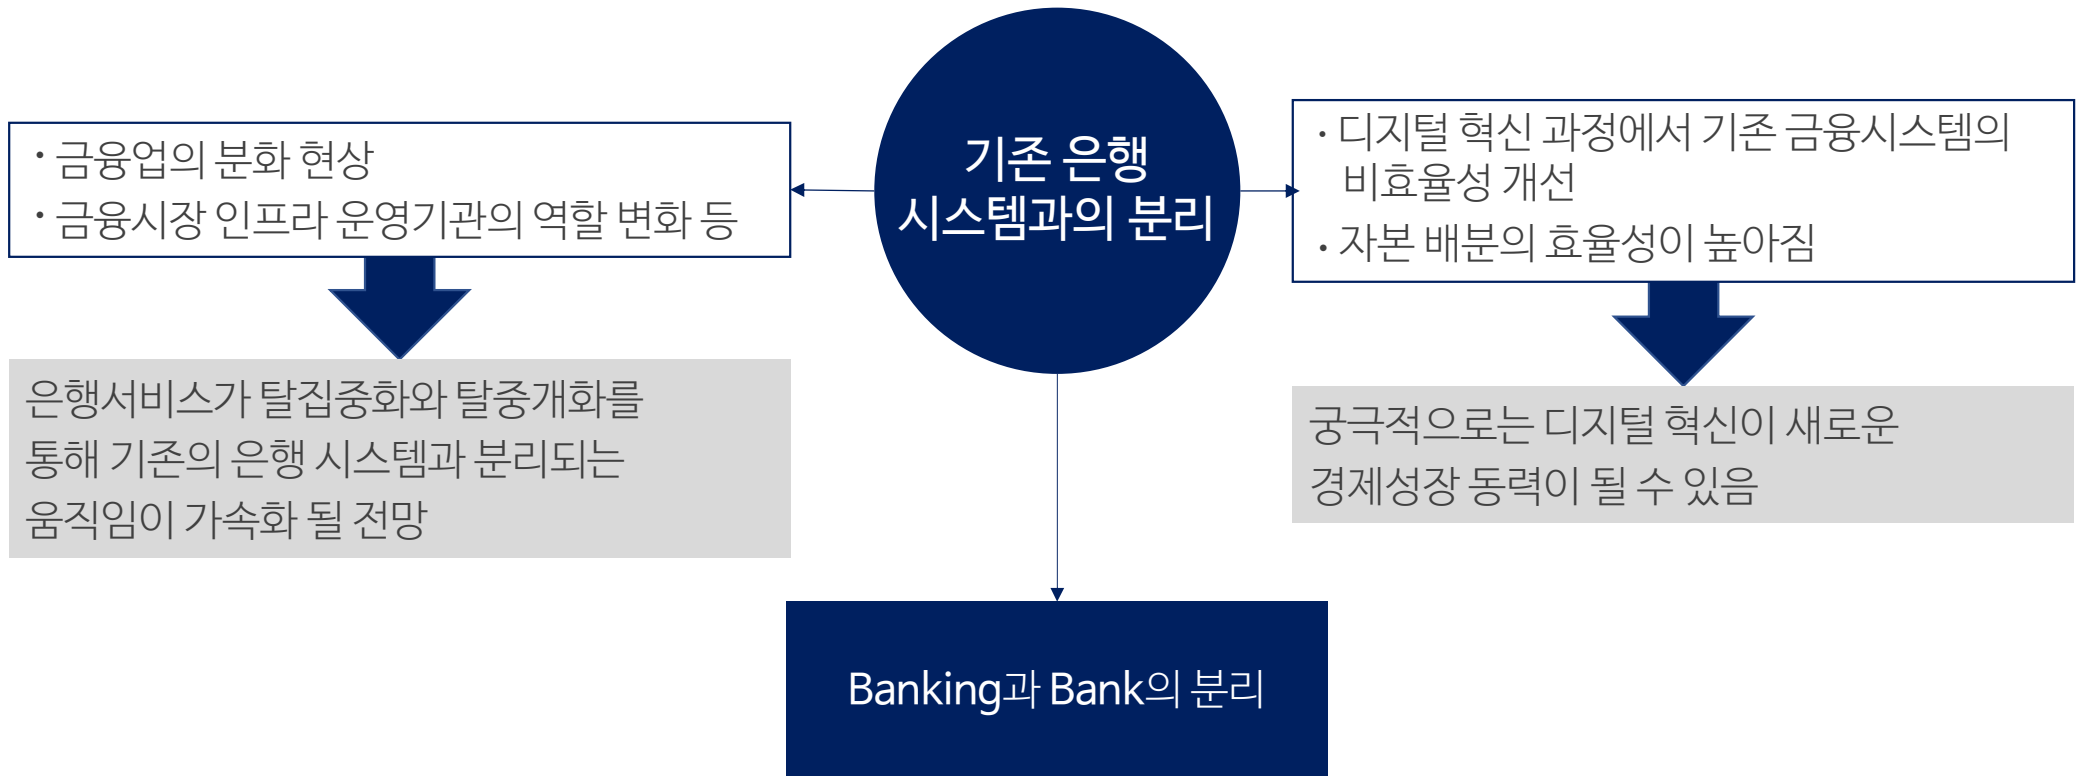 기존 은행
시스템과의 분리
· 금융업의 분화 현상
· 금융시장 인프라 운영기관의 역할 변화 등
은행서비스가 탈집중화와 탈중개화를
통해 기존의 은행 시스템과 분리되는
움직임이 가속화 될 전망
· 디지털 혁신 과정에서 기존 금융시스템의
비효율성 개선
· 자본 배분의 효율성이 높아짐
궁극적으로는 디지털 혁신이 새로운
경제성장 동력이 될 수 있음
Banking과 Bank의 분리